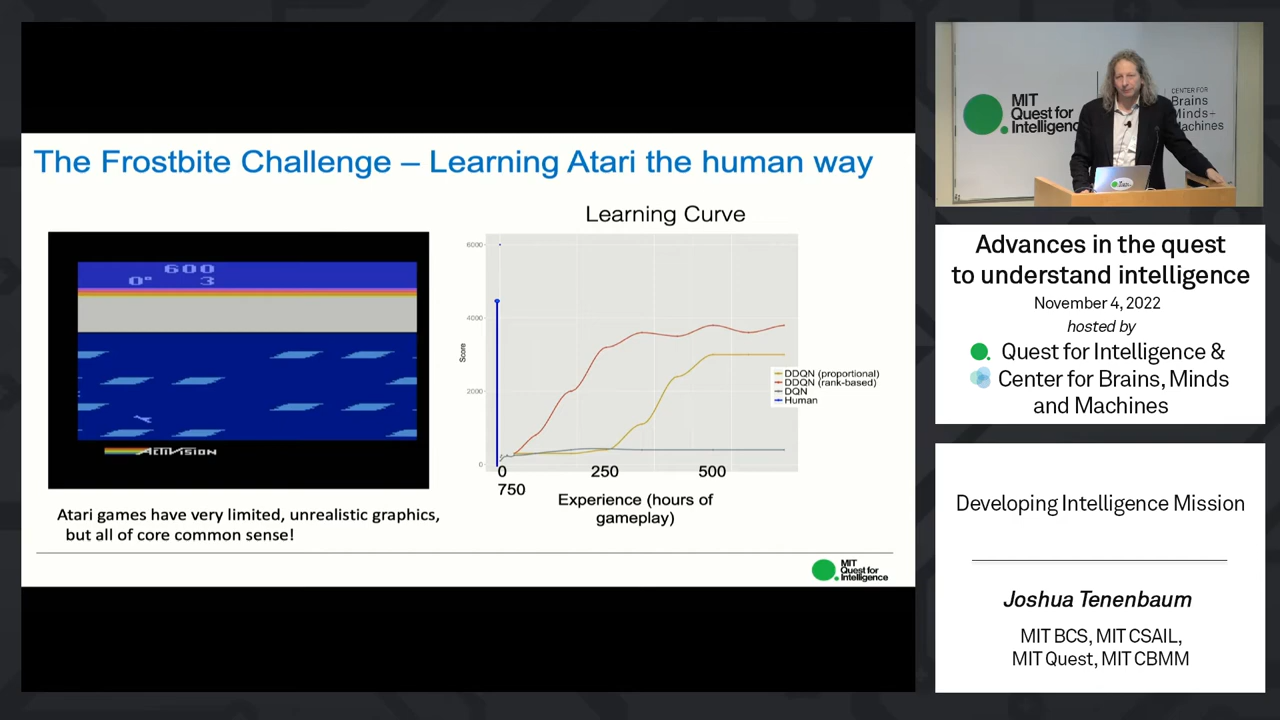 The Frostbite Challenge – Learning Atari the human way
600
0° 3
ACTIVISION
Atari games have very limited, unrealistic graphics,
but all of core common sense!
Learning Curve
6000
4000
2000
0
Score
DDQN (proportional)
DDQN (rank-based)
DQN
Human
0 250 500
750
Experience (hours of
gameplay)
MIT
Quest for
Intelligence
MIT
Quest for
Intelligence
CENTER FOR
Brains
Minds+
Machines
Advances in the quest
to understand intelligence
November 4, 2022
hosted by
Quest for Intelligence &
Center for Brains, Minds
and Machines
Developing Intelligence Mission
Joshua Tenenbaum
MIT BCS, MIT CSAIL,
MIT Quest, MIT CBMM